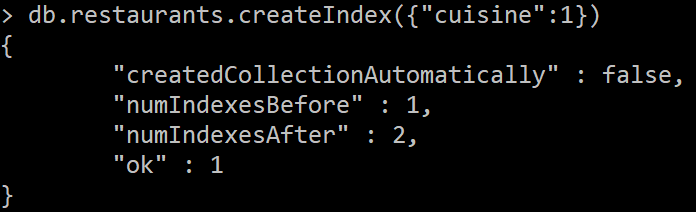 > db.restaurants.createIndex({"cuisine":1})
{
        "createdCollectionAutomatically" : false,
        "numIndexesBefore" : 1,
        "numIndexesAfter" : 2,
        "ok" : 1
}